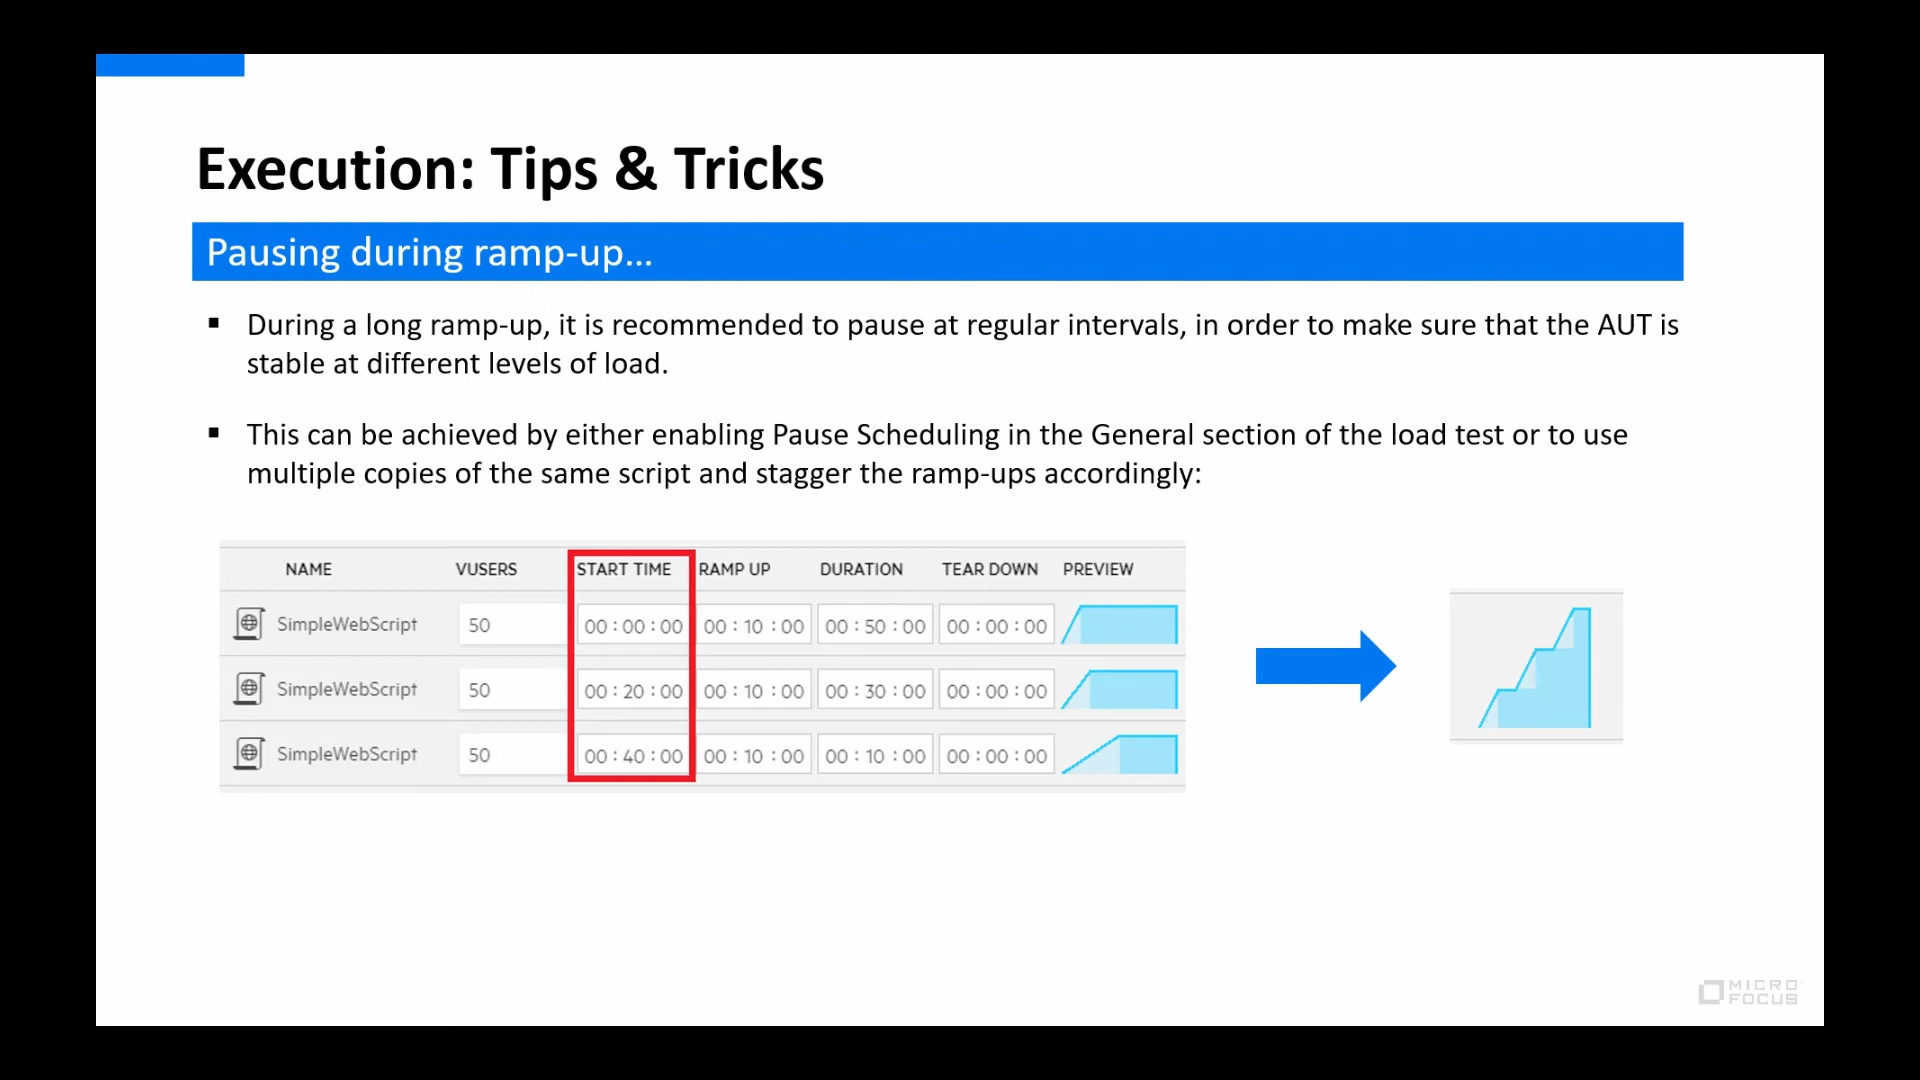 Execution: Tips & Tricks
Pausing during ramp-up...
▪ During a long ramp-up, it is recommended to pause at regular intervals, in order to make sure that the AUT is
stable at different levels of load.
▪ This can be achieved by either enabling Pause Scheduling in the General section of the load test or to use
multiple copies of the same script and stagger the ramp-ups accordingly:
NAME VUSERS START TIME RAMP UP DURATION TEAR DOWN PREVIEW
SimpleWebScript 50 00 : 00 : 00 00 : 10 : 00 00 : 50 : 00 00 : 00 : 00
SimpleWebScript 50 00 : 20 : 00 00 : 10 : 00 00 : 30 : 00 00 : 00 : 00
SimpleWebScript 50 00 : 40 : 00 00 : 10 : 00 00 : 10 : 00 00 : 00 : 00
MICRO
FOCUS